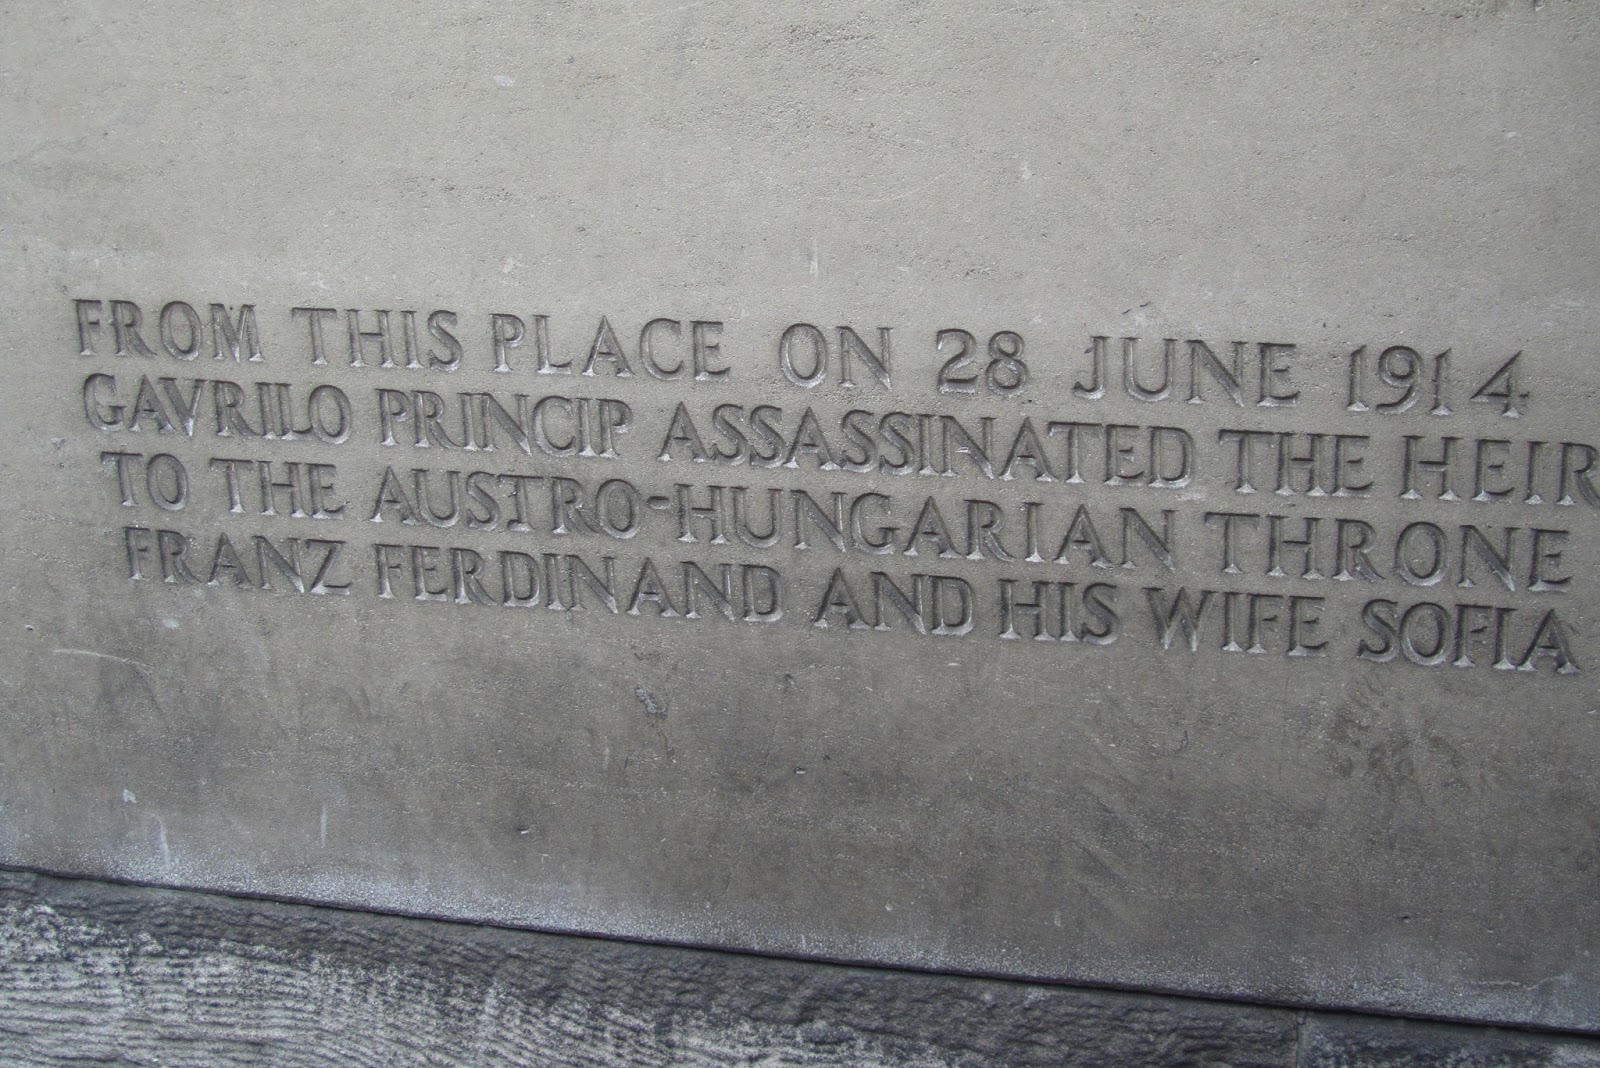 FROM THIS PLACE ON 28 JUNE 1914
GAVRILO PRINCIP ASSASSINATED THE HEIR
TO THE AUSTRO-HUNGARIAN THRONE
FRANZ FERDINAND AND HIS WIFE SOFIA